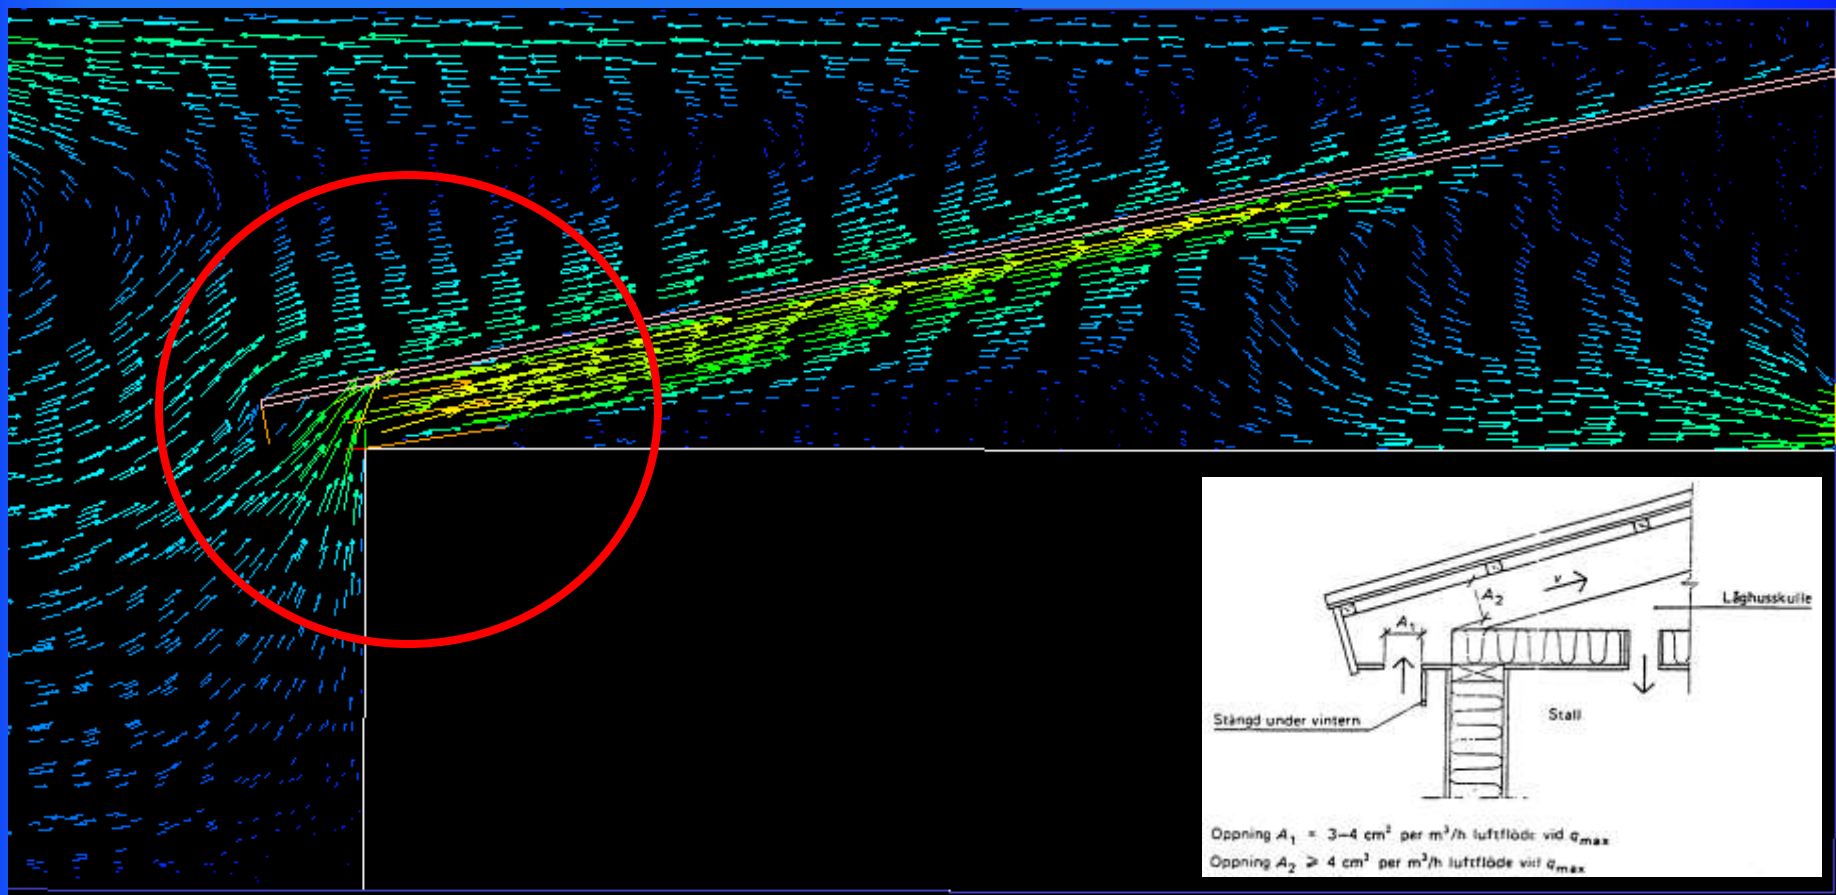 v
A₂
Låghusskulle
A₁
Stängd under vintern
Stall
Öppning A₁ = 3–4 cm² per m³/h luftflöde vid qmax
Öppning A₂ ⩾ 4 cm² per m³/h luftflöde vid qmax